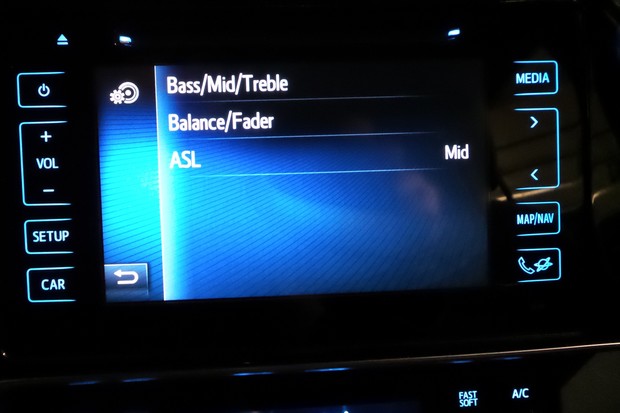 Bass/Mid/Treble
Balance/Fader
ASL Mid
+
VOL
−
SETUP
CAR
MEDIA
>
<
MAP/NAV
FAST
SOFT
A/C